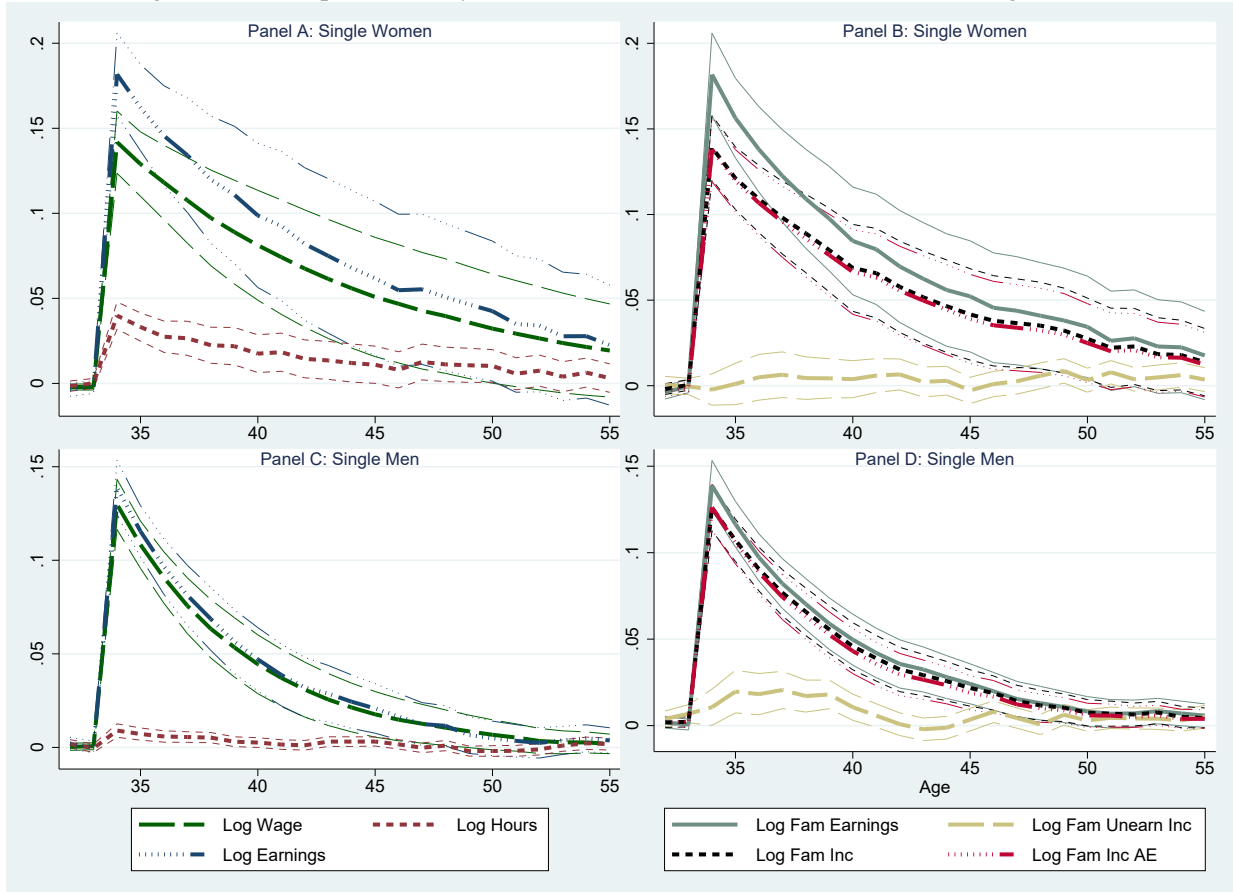 Panel A: Single Women
Panel B: Single Women
.2
.15
.1
.05
0
35 40 45 50 55
.2
.15
.1
.05
0
35 40 45 50 55
Panel C: Single Men
Panel D: Single Men
.15
.1
.05
0
35 40 45 50 55
.15
.1
.05
0
35 40 45 50 55
Age
Log Wage Log Hours
Log Earnings
Log Fam Earnings Log Fam Unearn Inc
Log Fam Inc Log Fam Inc AE